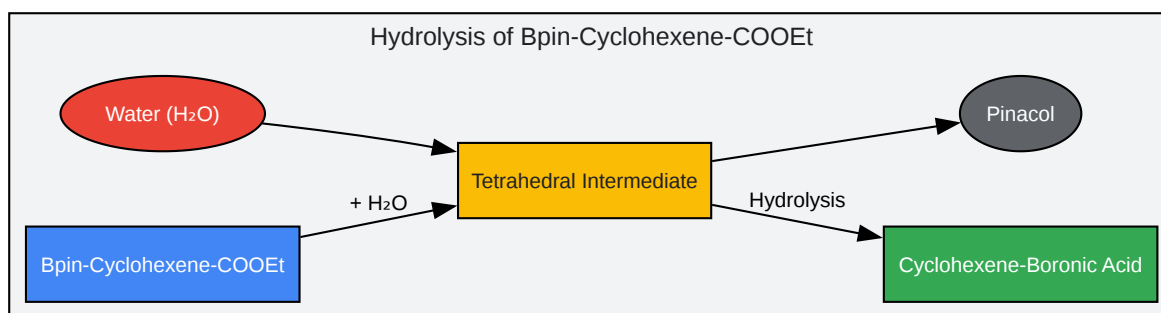 Hydrolysis of Bpin-Cyclohexene-COOEt
Water (H₂O)
Pinacol
Tetrahedral Intermediate
+ H₂O
Hydrolysis
Bpin-Cyclohexene-COOEt
Cyclohexene-Boronic Acid